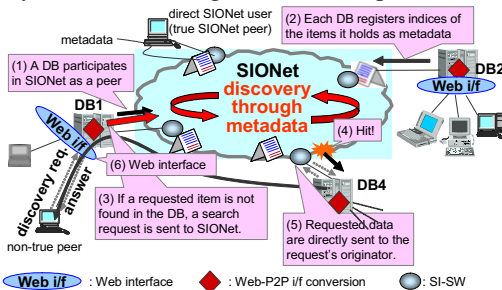 direct SIONet user
(true SIONet peer)
(2) Each DB registers indices of
the items it holds as metadata
metadata
(1) A DB participates
in SIONet as a peer
SIONet
discovery
through
metadata
DB1
DB2
Web i/f
Web i/f
(4) Hit!
(6) Web interface
DB4
discovery req.
answer
(3) If a requested item is not
found in the DB, a search
request is sent to SIONet.
(5) Requested data
are directly sent to the
request's originator.
non-true peer
Web i/f : Web interface : Web-P2P i/f conversion : SI-SW